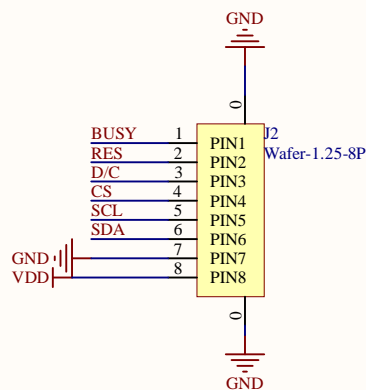 GND
0
J2
BUSY 1 PIN1
Wafer-1.25-8P
RES 2 PIN2
D/C 3 PIN3
CS 4 PIN4
SCL 5 PIN5
SDA 6 PIN6
GND 7 PIN7
VDD 8 PIN8
0
GND